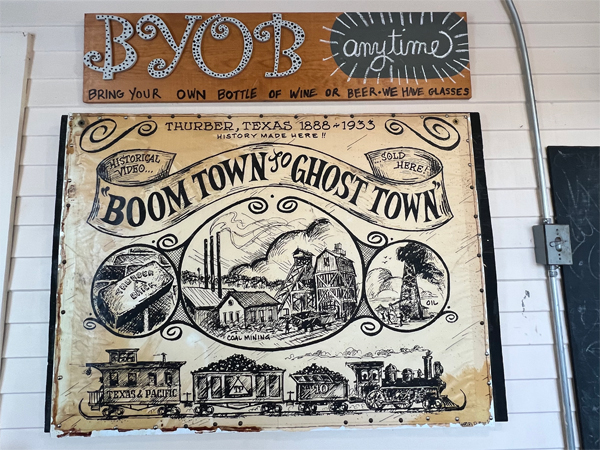 BYOB
anytime
BRING YOUR OWN BOTTLE OF WINE OR BEER • WE HAVE GLASSES
THURBER, TEXAS 1888~1933
HISTORY MADE HERE!!
HISTORICAL
VIDEO...
SOLD
HERE!
"BOOM TOWN to GHOST TOWN"
THURBER
BRICK
COAL MINING
OIL
TEXAS & PACIFIC
10